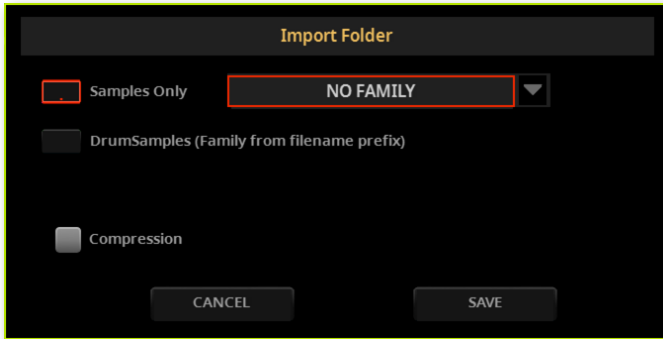 Import Folder
Samples Only NO FAMILY
DrumSamples (Family from filename prefix)
Compression
CANCEL SAVE